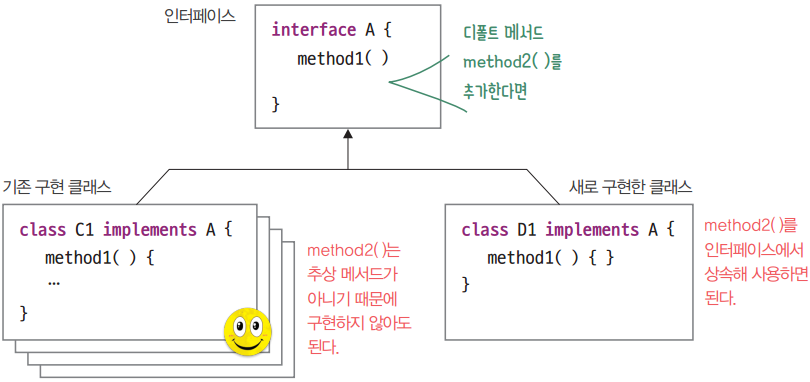 인터페이스
interface A {
method1( )
}
디폴트 메서드
method2( )를
추가한다면
기존 구현 클래스
class C1 implements A {
method1( ) {
…
}
method2( )는
추상 메서드가
아니기 때문에
구현하지 않아도
된다.
새로 구현한 클래스
class D1 implements A {
method1( ) { }
}
method2( )를
인터페이스에서
상속해 사용하면
된다.